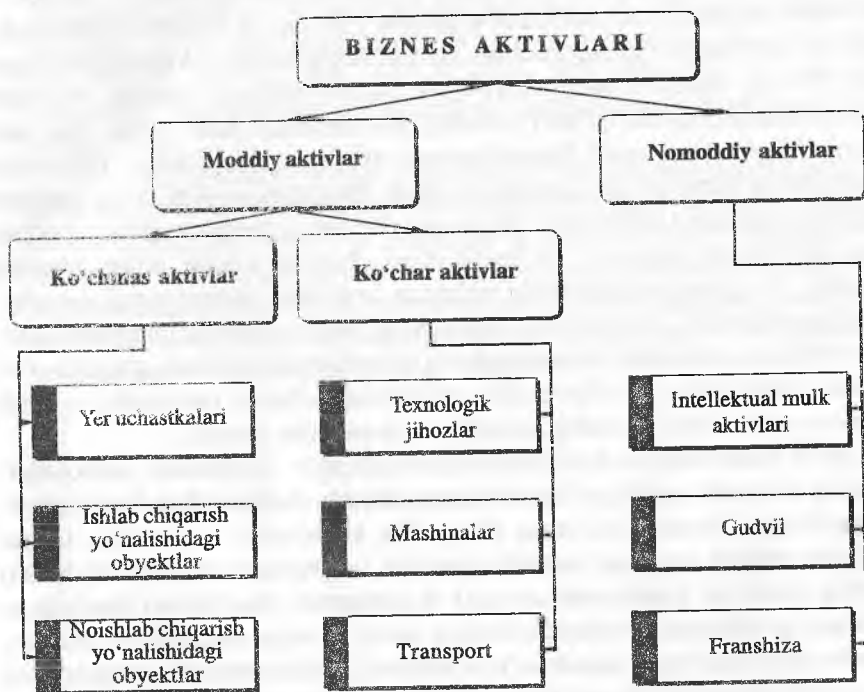 BIZNES AKTIVLARI
Moddiy aktivlar
Nomoddiy aktivlar
Ko‘chmas aktivlar
Ko‘char aktivlar
Yer uchastkalari
Ishlab chiqarish
yo‘nalishidagi
obyektlar
Noishlab chiqarish
yo‘nalishidagi
obyektlar
Texnologik
jihozlar
Mashinalar
Transport
Intellektual mulk
aktivlari
Gudvil
Franshiza